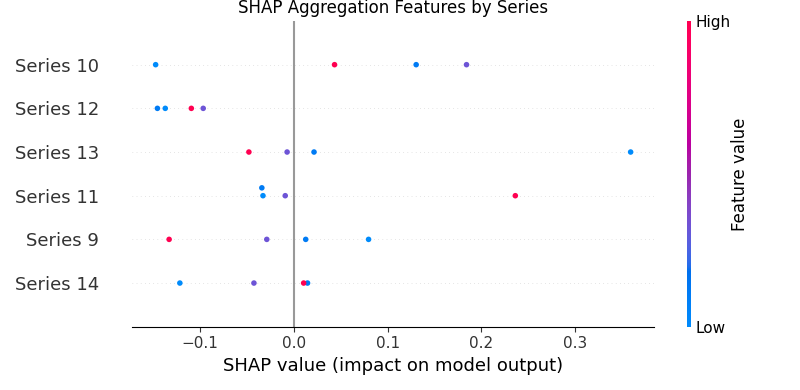 SHAP Aggregation Features by Series
High
Series 10
Series 12
Series 13
Series 11
Series 9
Series 14
Feature value
Low
−0.1 0.0 0.1 0.2 0.3
SHAP value (impact on model output)